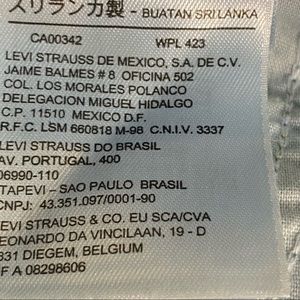 スリランカ製 - BUATAN SRI LANKA
CA00342 WPL 423
LEVI STRAUSS DE MEXICO, S.A. DE C.V.
JAIME BALMES # 8 OFICINA 502
COL. LOS MORALES POLANCO
DELEGACION MIGUEL HIDALGO
C.P. 11510 MEXICO D.F.
R.F.C. LSM 660818 M-98 C.N.I.V. 3337
LEVI STRAUSS DO BRASIL
AV. PORTUGAL, 400
06990-110
ITAPEVI - SAO PAULO BRASIL
CNPJ: 43.351.097/0001-90
LEVI STRAUSS & CO. EU SCA/CVA
LEONARDO DA VINCILAAN, 19 - D
831 DIEGEM, BELGIUM
IF A 08298606